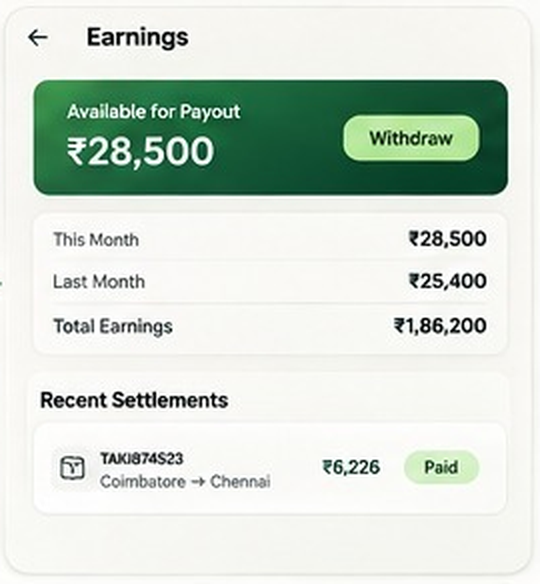 ← Earnings
Available for Payout
₹28,500
Withdraw
This Month ₹28,500
Last Month ₹25,400
Total Earnings ₹1,86,200
Recent Settlements
TAKI874S23
Coimbatore → Chennai
₹6,226
Paid